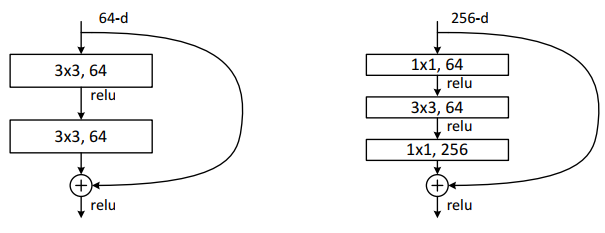 64-d
3x3, 64
relu
3x3, 64
+
relu
256-d
1x1, 64
relu
3x3, 64
relu
1x1, 256
+
relu